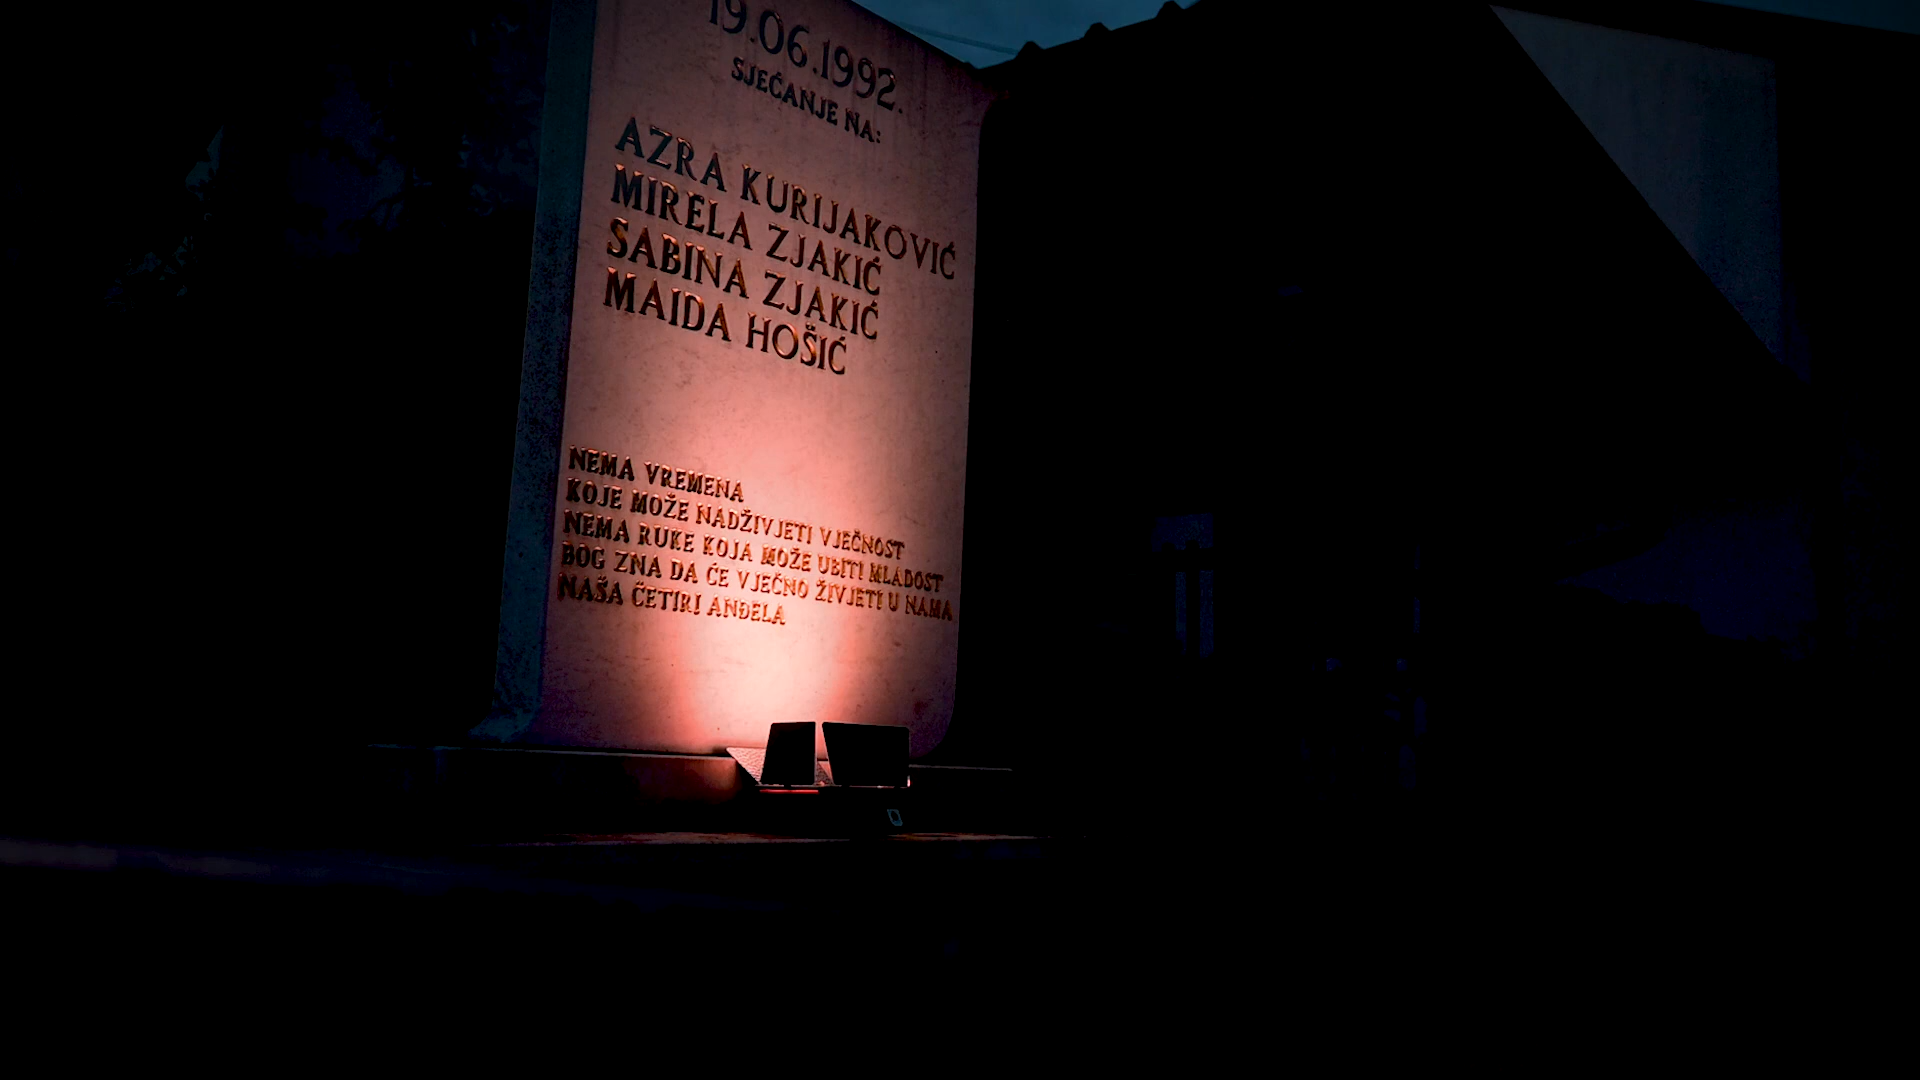 19.06.1992.
SJEĆANJE NA:
AZRA KURIJAKOVIĆ
MIRELA ZJAKIĆ
SABINA ZJAKIĆ
MAIDA HOŠIĆ
NEMA VREMENA
KOJE MOŽE NADŽIVJETI VJEČNOST
NEMA RUKE KOJA MOŽE UBITI MLADOST
BOG ZNA DA ĆE VJEČNO ŽIVJETI U NAMA
NAŠA ČETIRI ANĐELA